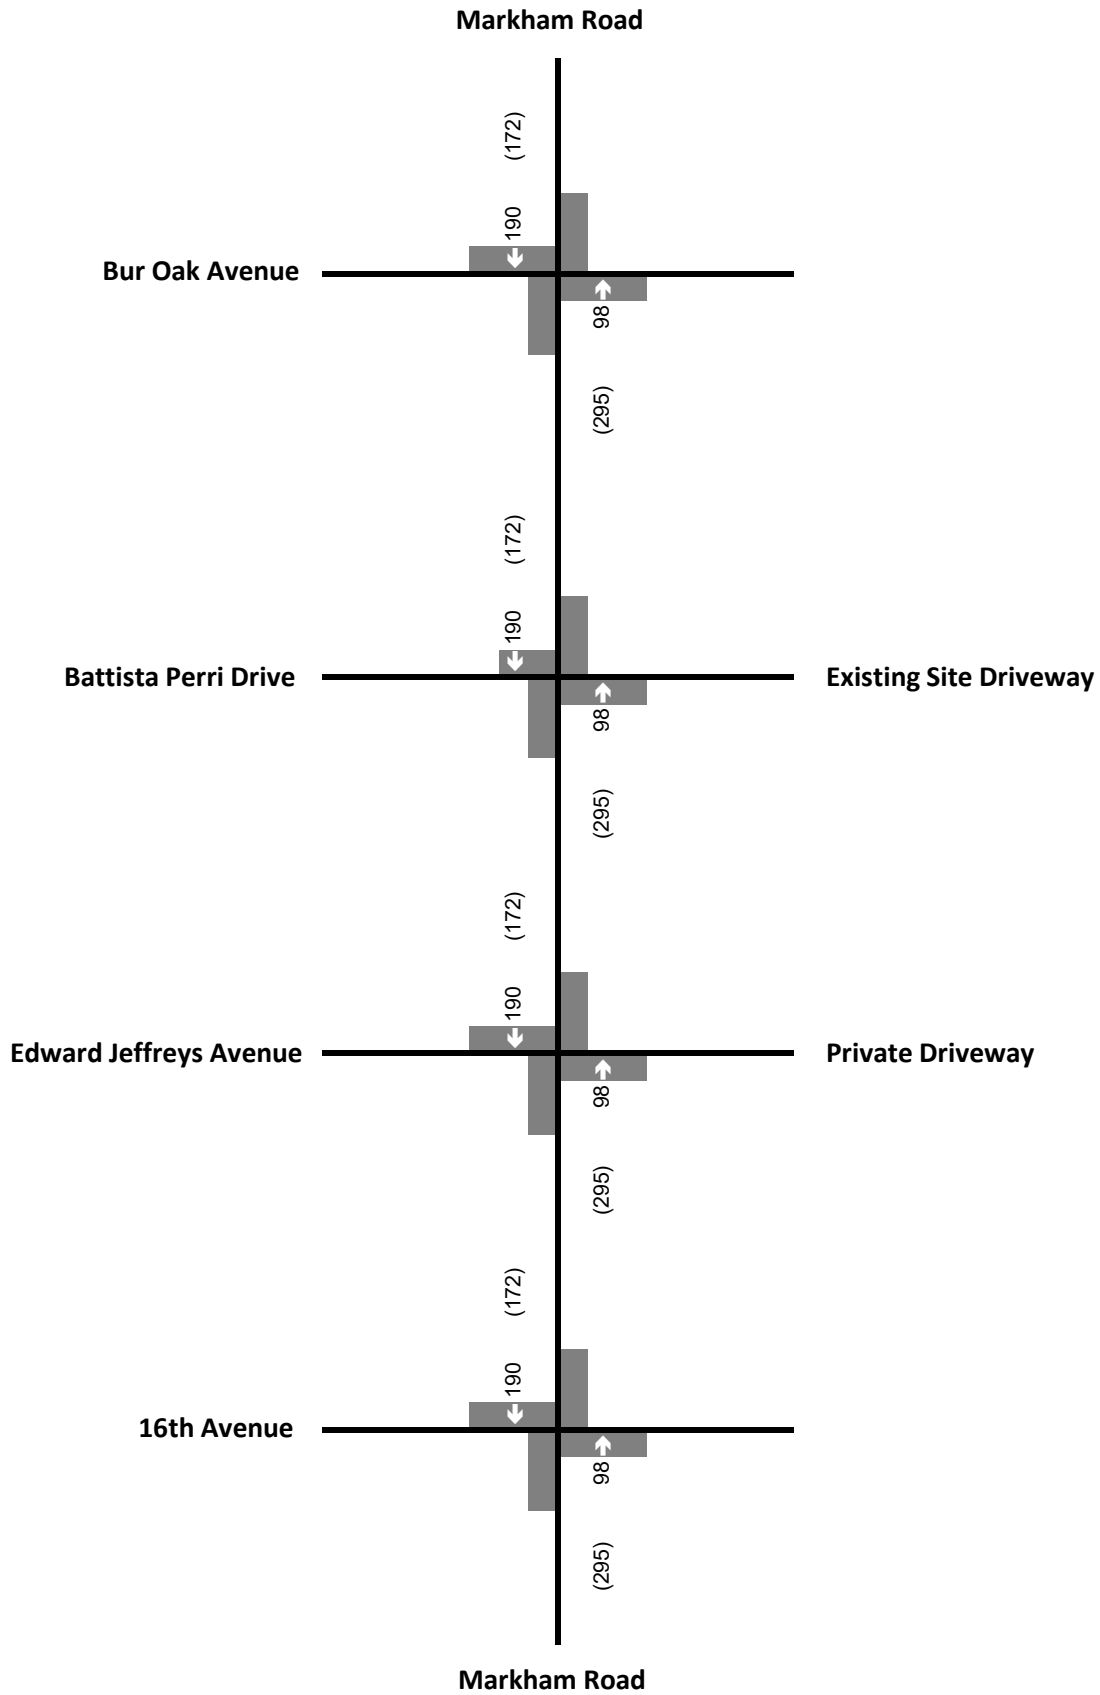 Markham Road
(172)
190
Bur Oak Avenue
98
(295)
(172)
190
Battista Perri Drive
Existing Site Driveway
98
(295)
(172)
190
Edward Jeffreys Avenue
Private Driveway
98
(295)
(172)
190
16th Avenue
98
(295)
Markham Road